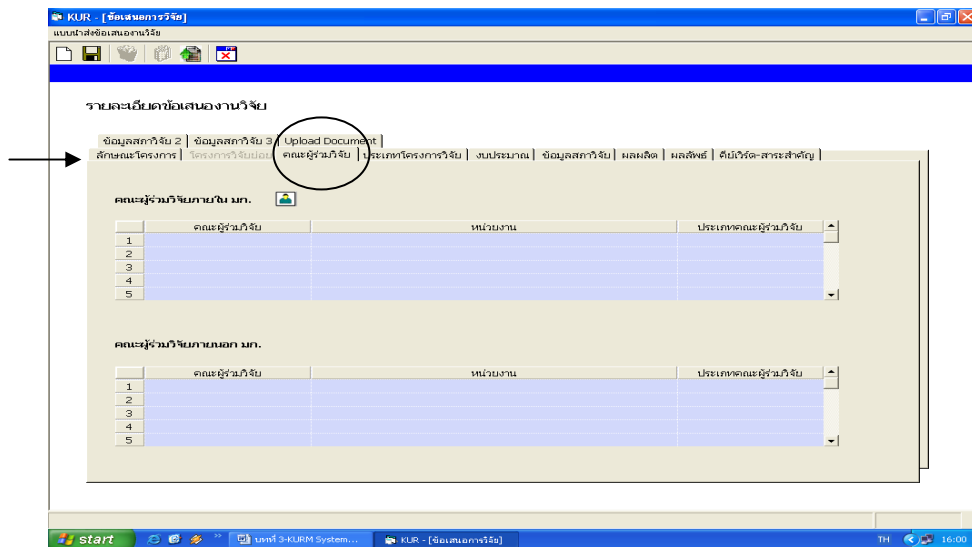 KUR - [ข้อเสนอการวิจัย]
แบบนำส่งข้อเสนองานวิจัย
รายละเอียดข้อเสนองานวิจัย
ข้อมูลสภาวิจัย 2 ข้อมูลสภาวิจัย 3 Upload Document
ลักษณะโครงการ โครงการวิจัยย่อย คณะผู้ร่วมวิจัย ประเภทโครงการวิจัย งบประมาณ ข้อมูลสภาวิจัย ผลผลิต ผลลัพธ์ คีย์เวิร์ด-สาระสำคัญ
คณะผู้ร่วมวิจัยภายใน มก.
คณะผู้ร่วมวิจัย หน่วยงาน ประเภทคณะผู้ร่วมวิจัย
1
2
3
4
5
คณะผู้ร่วมวิจัยภายนอก มก.
คณะผู้ร่วมวิจัย หน่วยงาน ประเภทคณะผู้ร่วมวิจัย
1
2
3
4
5
start บทที่ 3-KURM System... KUR - [ข้อเสนอการวิจัย] TH 16:00